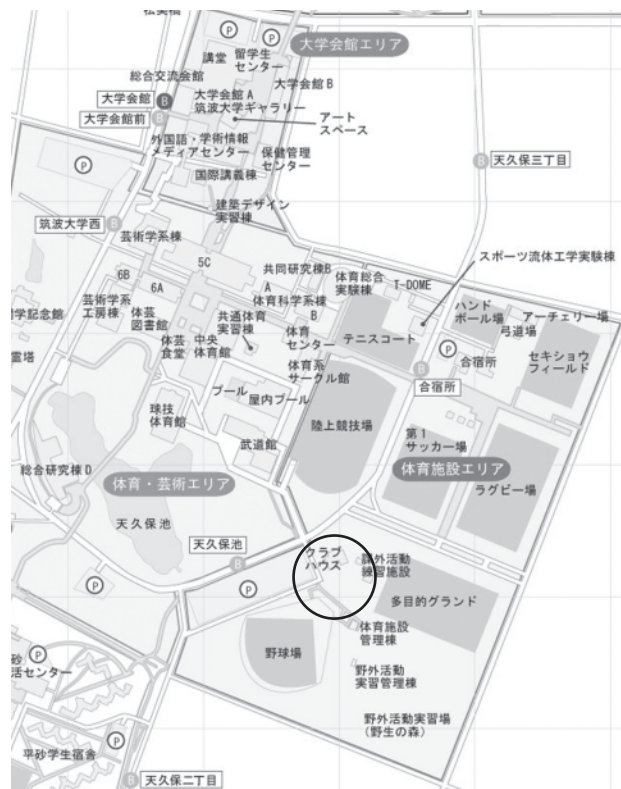 松美橋
P
P
講堂
留学生
センター
大学会館エリア
総合交流会館
大学会館
大学会館 A
筑波大学ギャラリー
大学会館 B
B
大学会館前
B
アート
スペース
外国語・学術情報
メディアセンター
保健管理
センター
P
国際講義棟
B
天久保三丁目
建築デザイン
実習棟
筑波大学西
B
芸術学系棟
5C
スポーツ流体工学実験棟
6B
6A
共同研究棟B
体育総合
実験棟
T-DOME
A
体育科学系棟
B
芸術学系
工房棟
体芸
図書館
共通体育
実習棟
ハンド
ボール場
アーチェリー場
弓道場
学記念館
霊塔
体芸
食堂
中央
体育館
体育
センター
テニスコート
P
合宿所
セキショウ
フィールド
体育系
サークル館
B
合宿所
プール
屋内プール
球技
体育館
武道館
陸上競技場
第1
サッカー場
体育施設エリア
ラグビー場
総合研究棟 D
体育・芸術エリア
天久保池
天久保池
B
クラブ
ハウス
課外活動
練習施設
P
P
多目的グランド
体育施設
管理棟
野球場
野外活動
実習管理棟
砂
P
活センター
野外活動実習場
(野生の森)
P
平砂学生宿舎
B
天久保二丁目